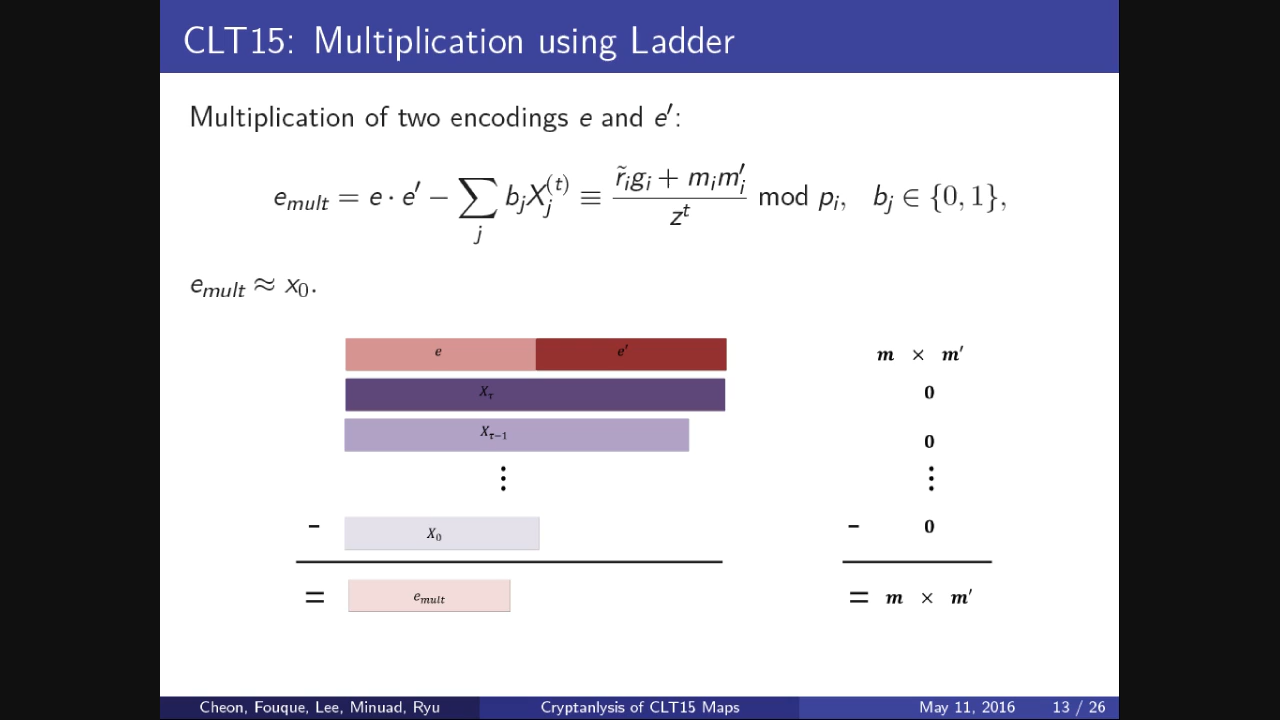 CLT15: Multiplication using Ladder
Multiplication of two encodings e and e′:
e_mult = e · e′ − ∑_j b_j X_j^(t) ≡ (r̃_i g_i + m_i m′_i) / z^t mod p_i, b_j ∈ {0, 1},
e_mult ≈ x_0.
e e′ m × m′
X_τ 0
X_τ−1 0
⋮ ⋮
− X_0 − 0
= e_mult = m × m′
Cheon, Fouque, Lee, Minuad, Ryu Cryptanlysis of CLT15 Maps May 11, 2016 13 / 26